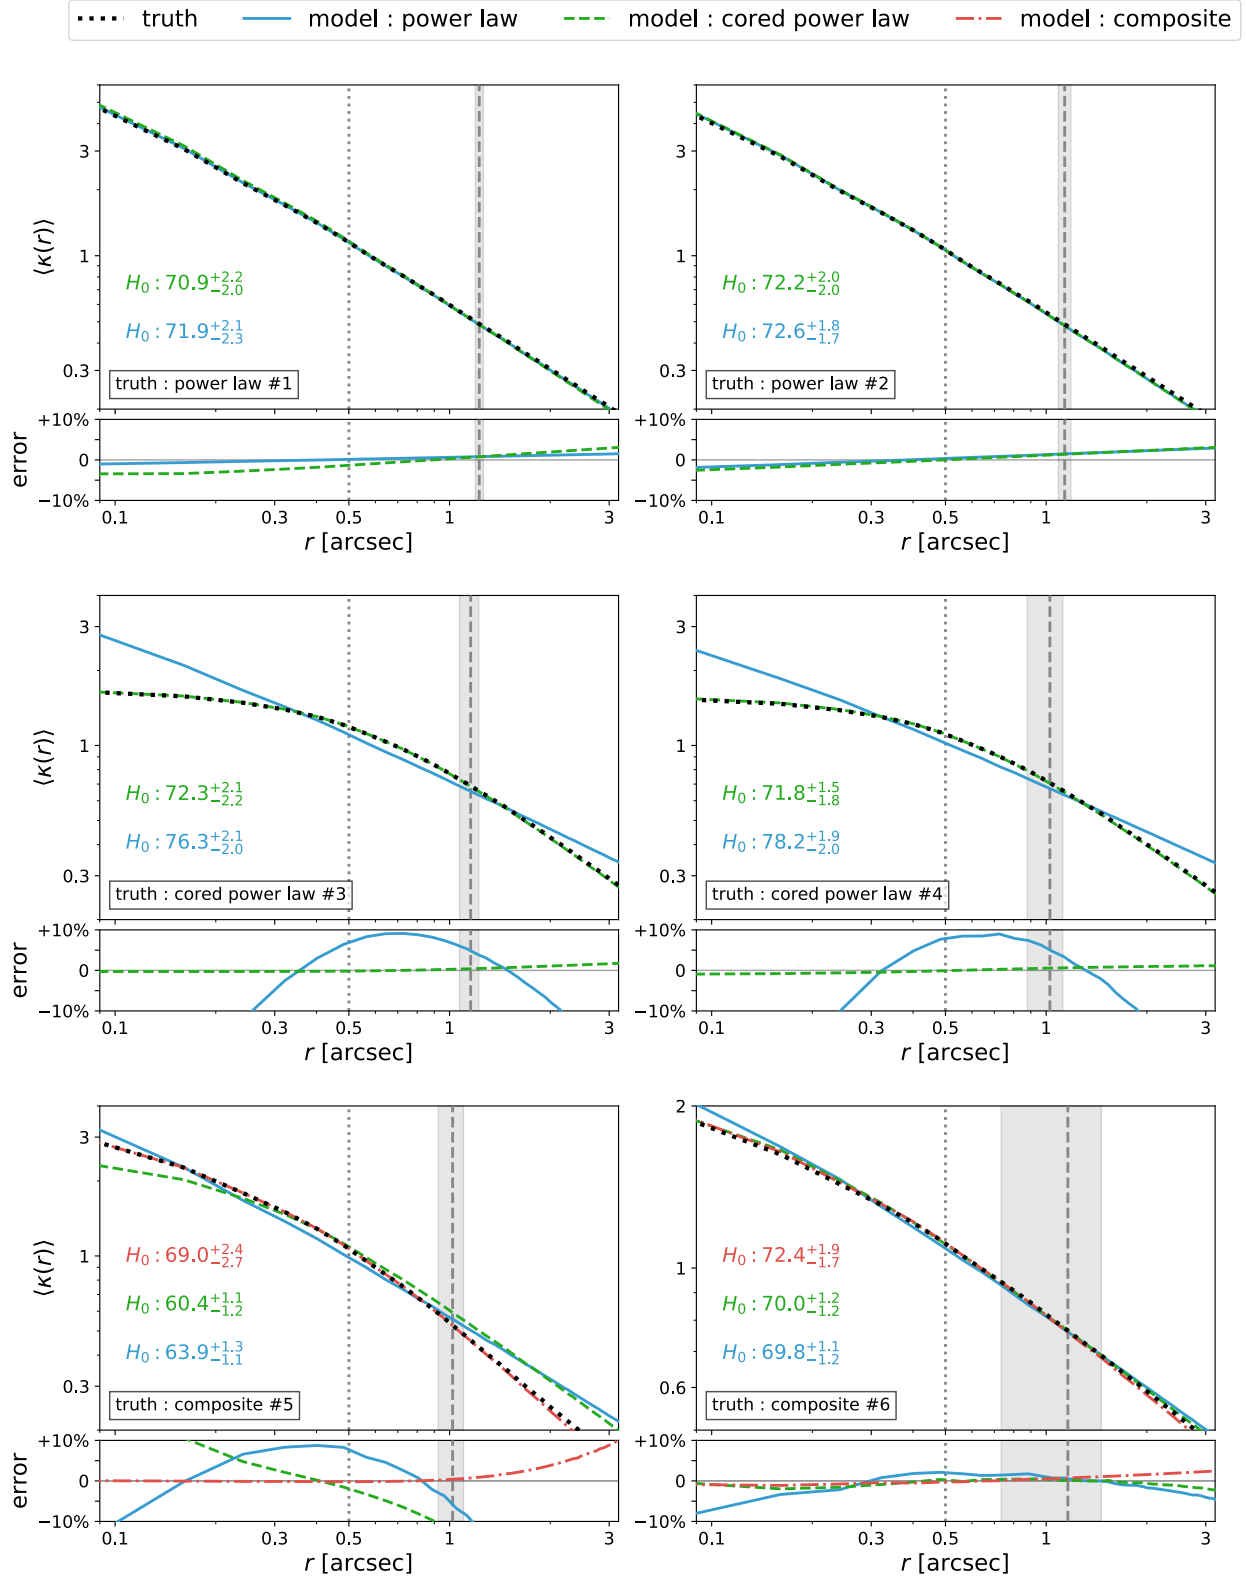 truth model : power law model : cored power law model : composite
3
1
0.3
⟨κ(r)⟩
H₀ : 70.9 +2.2 −2.0
H₀ : 71.9 +2.1 −2.3
truth : power law #1
+10%
0
−10%
error
0.1 0.3 0.5 1 3
r [arcsec]
3
1
0.3
H₀ : 72.2 +2.0 −2.0
H₀ : 72.6 +1.8 −1.7
truth : power law #2
+10%
0
−10%
0.1 0.3 0.5 1 3
r [arcsec]
3
1
0.3
⟨κ(r)⟩
H₀ : 72.3 +2.1 −2.2
H₀ : 76.3 +2.1 −2.0
truth : cored power law #3
+10%
0
−10%
error
0.1 0.3 0.5 1 3
r [arcsec]
3
1
0.3
H₀ : 71.8 +1.5 −1.8
H₀ : 78.2 +1.9 −2.0
truth : cored power law #4
+10%
0
−10%
0.1 0.3 0.5 1 3
r [arcsec]
3
1
0.3
⟨κ(r)⟩
H₀ : 69.0 +2.4 −2.7
H₀ : 60.4 +1.1 −1.2
H₀ : 63.9 +1.3 −1.1
truth : composite #5
+10%
0
−10%
error
0.1 0.3 0.5 1 3
r [arcsec]
2
1
0.6
H₀ : 72.4 +1.9 −1.7
H₀ : 70.0 +1.2 −1.2
H₀ : 69.8 +1.1 −1.2
truth : composite #6
+10%
0
−10%
0.1 0.3 0.5 1 3
r [arcsec]